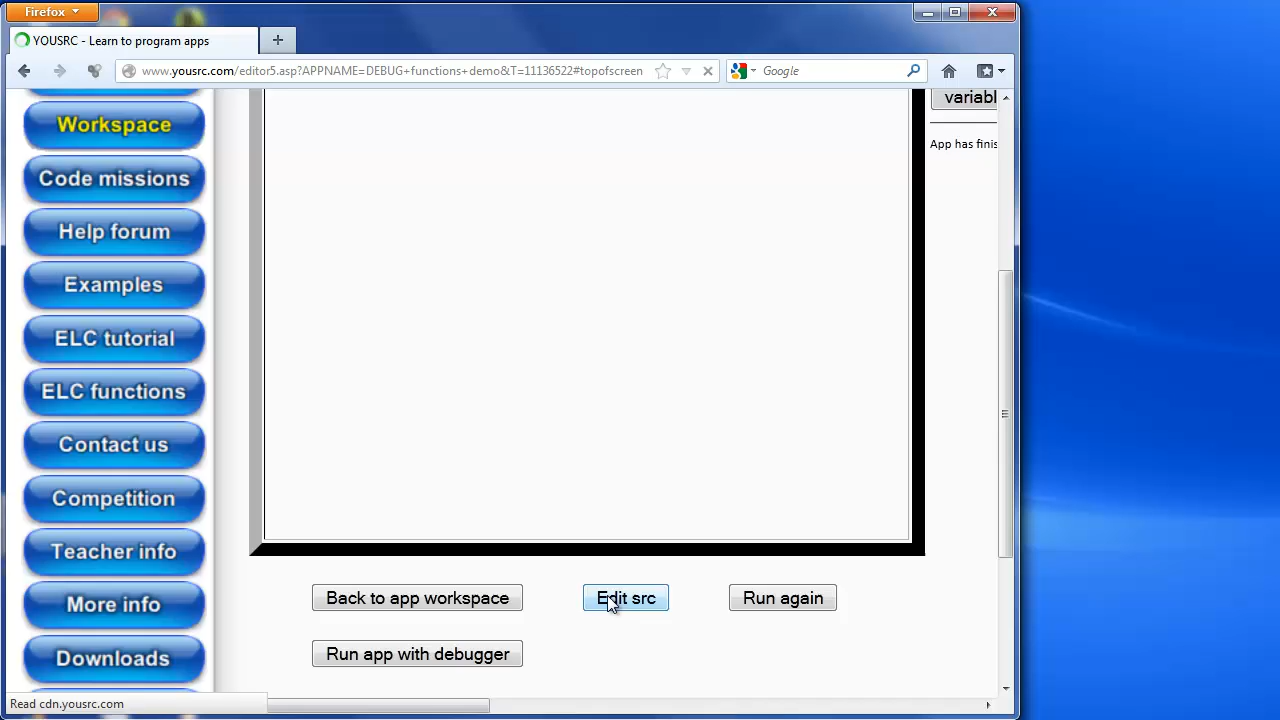 Firefox
YOUSRC - Learn to program apps
www.yousrc.com/editor5.asp?APPNAME=DEBUG+functions+demo&T=11136522#topofscreen
Google
Workspace
Code missions
Help forum
Examples
ELC tutorial
ELC functions
Contact us
Competition
Teacher info
More info
Downloads
variabl
App has finis
Back to app workspace
Edit src
Run again
Run app with debugger
Read cdn.yousrc.com